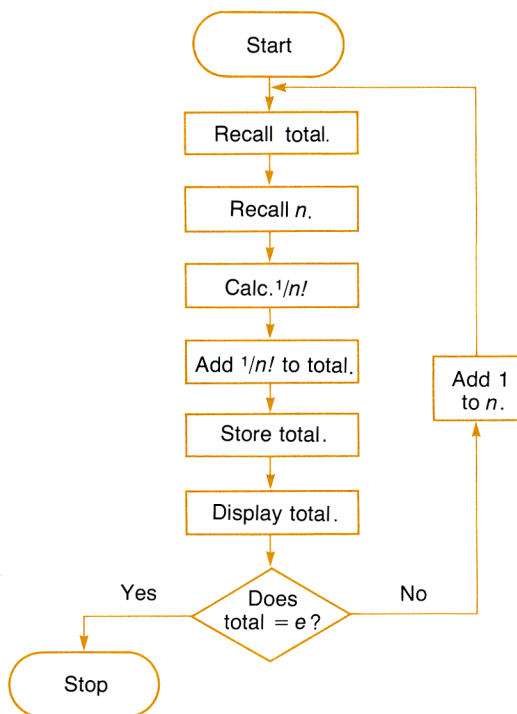 Start
Recall total.
Recall n.
Calc. 1/n!
Add 1/n! to total.
Store total.
Display total.
Does
total = e?
Yes
No
Add 1
to n.
Stop